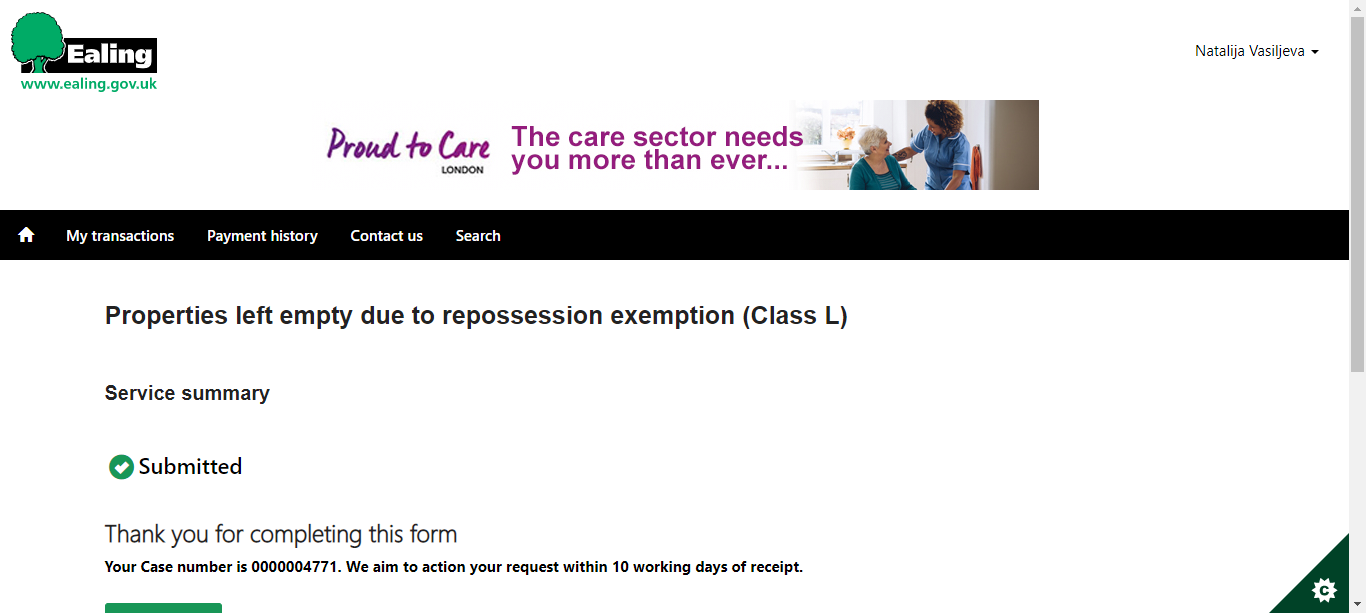 Ealing
www.ealing.gov.uk
Natalija Vasiljeva
Proud to Care
LONDON
The care sector needs
you more than ever...
My transactions
Payment history
Contact us
Search
Properties left empty due to repossession exemption (Class L)
Service summary
Submitted
Thank you for completing this form
Your Case number is 0000004771. We aim to action your request within 10 working days of receipt.
C